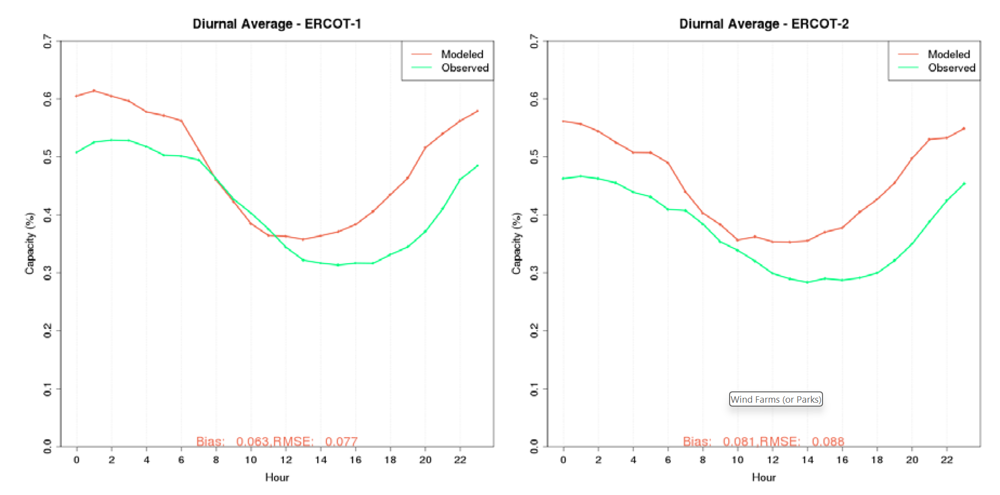 Diurnal Average - ERCOT-1
0.7
0.6
0.5
0.4
0.3
0.2
0.1
0.0
Capacity (%)
Modeled
Observed
Bias: 0.063,RMSE: 0.077
0 2 4 6 8 10 12 14 16 18 20 22
Hour
Diurnal Average - ERCOT-2
0.7
0.6
0.5
0.4
0.3
0.2
0.1
0.0
Capacity (%)
Modeled
Observed
Wind Farms (or Parks)
Bias: 0.081,RMSE: 0.088
0 2 4 6 8 10 12 14 16 18 20 22
Hour